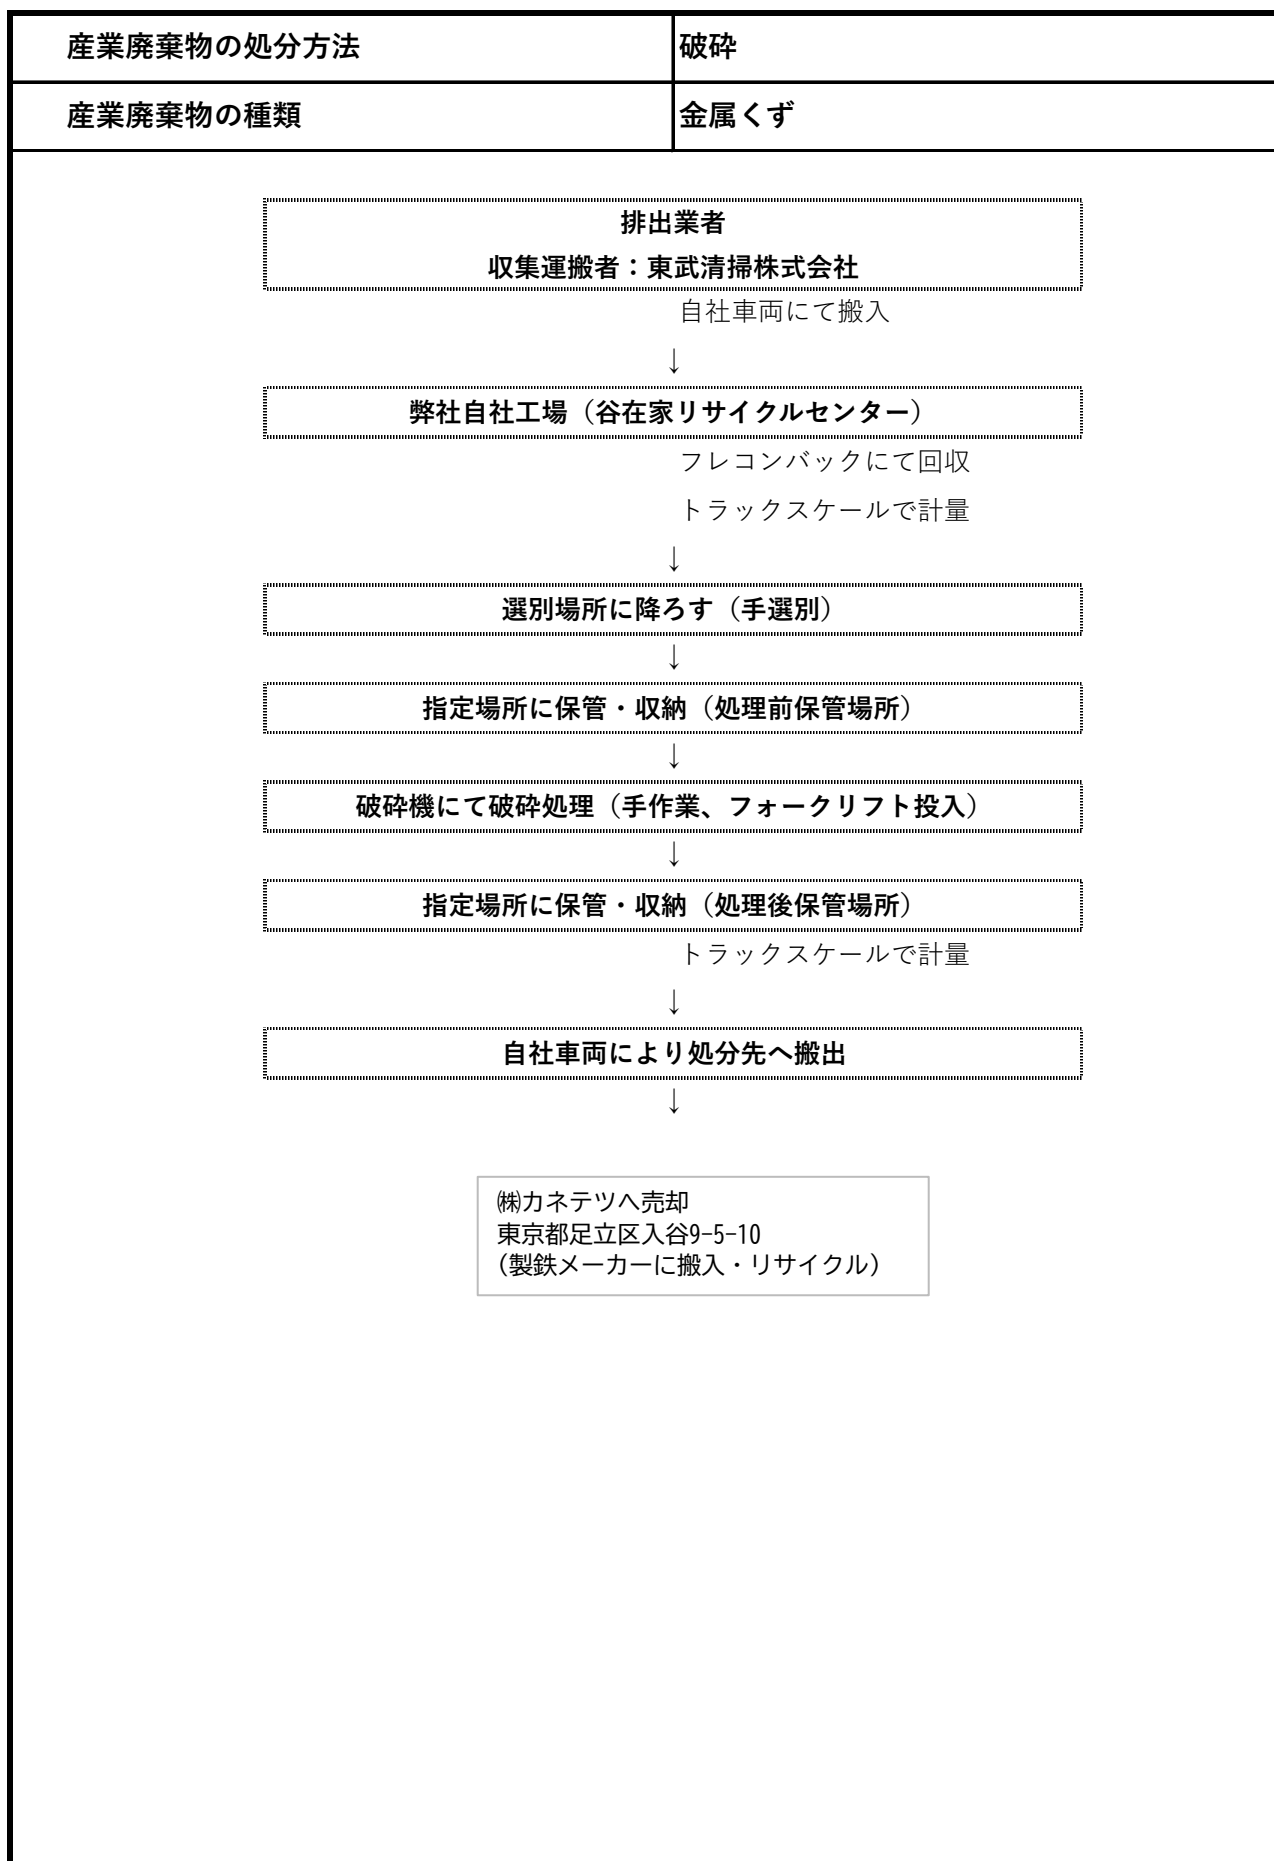 産業廃棄物の処分方法 破砕
産業廃棄物の種類 金属くず
排出業者
収集運搬者：東武清掃株式会社
自社車両にて搬入
↓
弊社自社工場（谷在家リサイクルセンター）
フレコンバックにて回収
トラックスケールで計量
↓
選別場所に降ろす（手選別）
↓
指定場所に保管・収納（処理前保管場所）
↓
破砕機にて破砕処理（手作業、フォークリフト投入）
↓
指定場所に保管・収納（処理後保管場所）
トラックスケールで計量
↓
自社車両により処分先へ搬出
↓
㈱カネテツへ売却
東京都足立区入谷9-5-10
（製鉄メーカーに搬入・リサイクル）